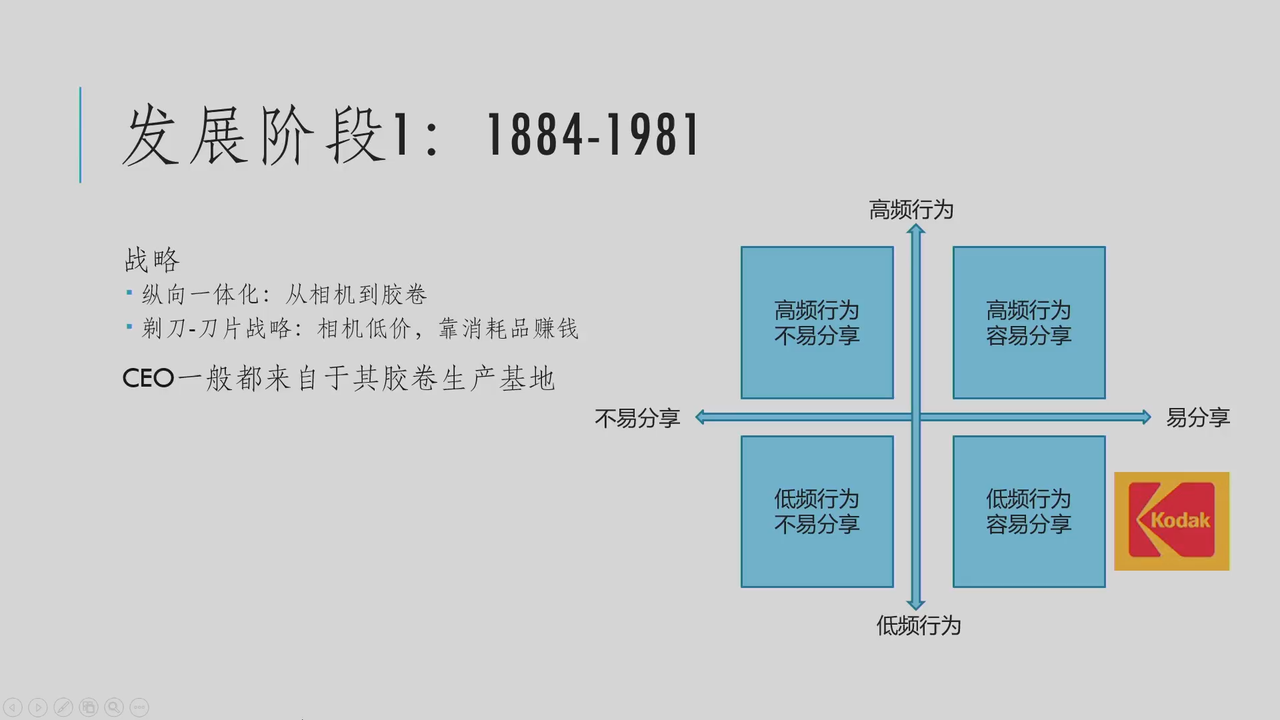 发展阶段1：1884-1981
战略
纵向一体化：从相机到胶卷
剃刀-刀片战略：相机低价，靠消耗品赚钱
CEO一般都来自于其胶卷生产基地
高频行为
高频行为
不易分享
高频行为
容易分享
不易分享
易分享
低频行为
不易分享
低频行为
容易分享
Kodak
低频行为